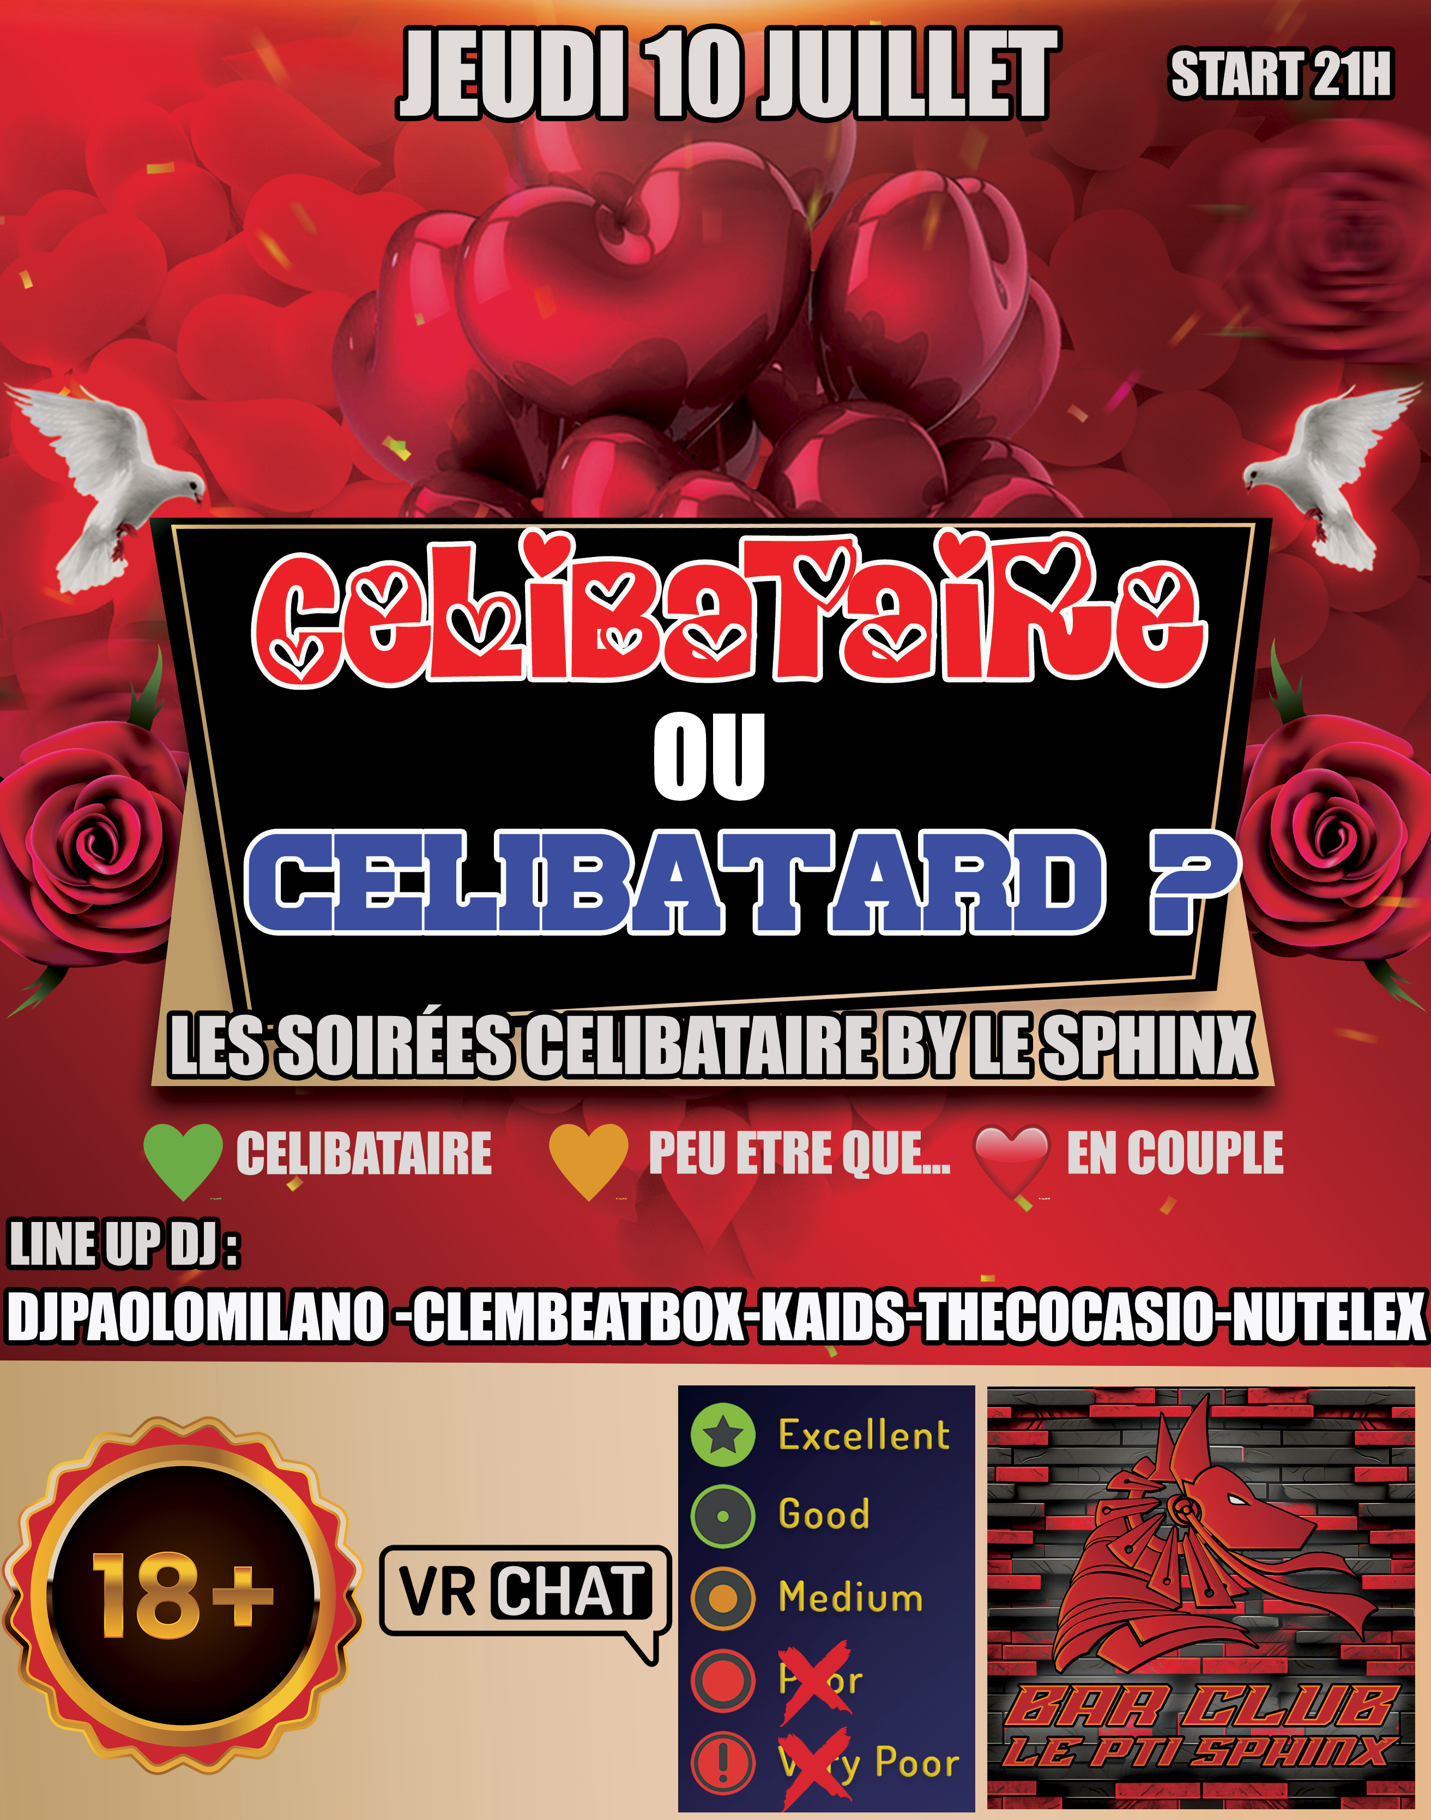 JEUDI 10 JUILLET
START 21H
CELIBATAIRE
OU
CELIBATARD ?
LES SOIRÉES CELIBATAIRE BY LE SPHINX
CELIBATAIRE PEU ETRE QUE... EN COUPLE
LINE UP DJ :
DJPAOLOMILANO -CLEMBEATBOX-KAIDS-THECOCASIO-NUTELEX
18+
VR CHAT
Excellent
Good
Medium
Poor
Very Poor
BAR CLUB
LE PTI SPHINX